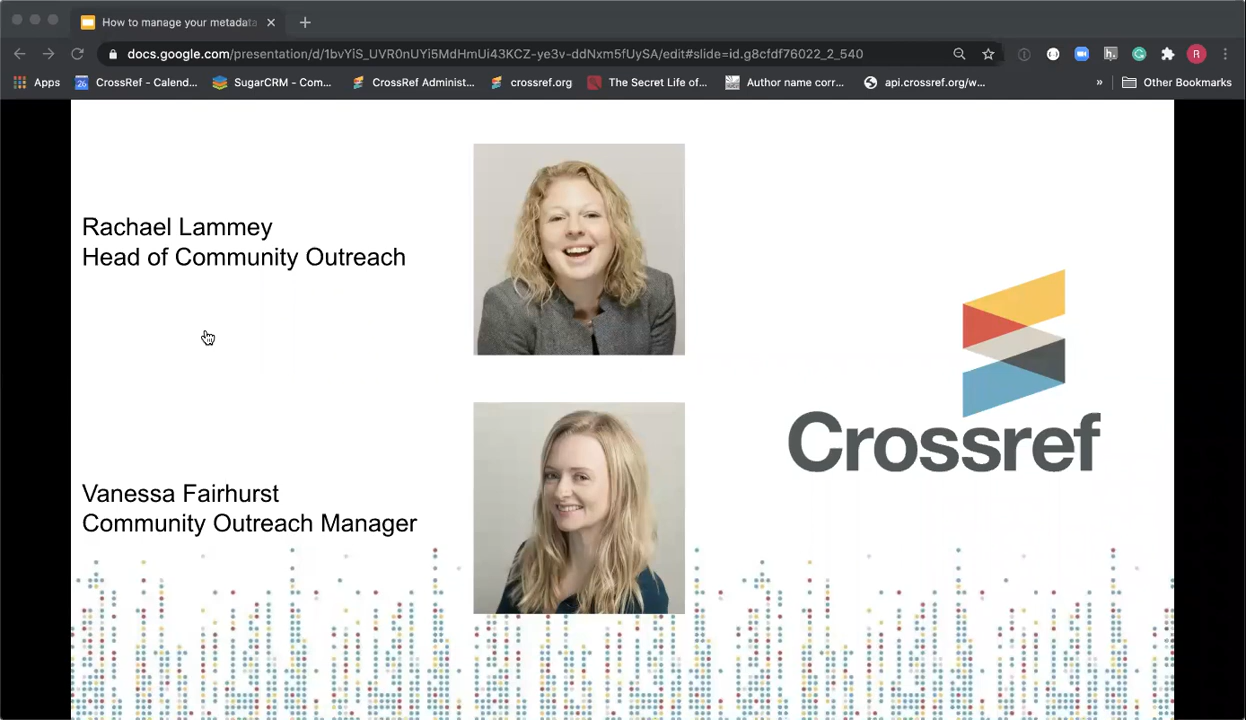 How to manage your metadata
docs.google.com/presentation/d/1bvYiS_UVR0nUYi5MdHmUi43KCZ-ye3v-ddNxm5fUySA/edit#slide=id.g8cfdf76022_2_540
R
Apps
26
CrossRef - Calend...
SugarCRM - Com...
CrossRef Administ...
crossref.org
The Secret Life of...
Author name corr...
api.crossref.org/w...
»
Other Bookmarks
Rachael Lammey
Head of Community Outreach
Crossref
Vanessa Fairhurst
Community Outreach Manager